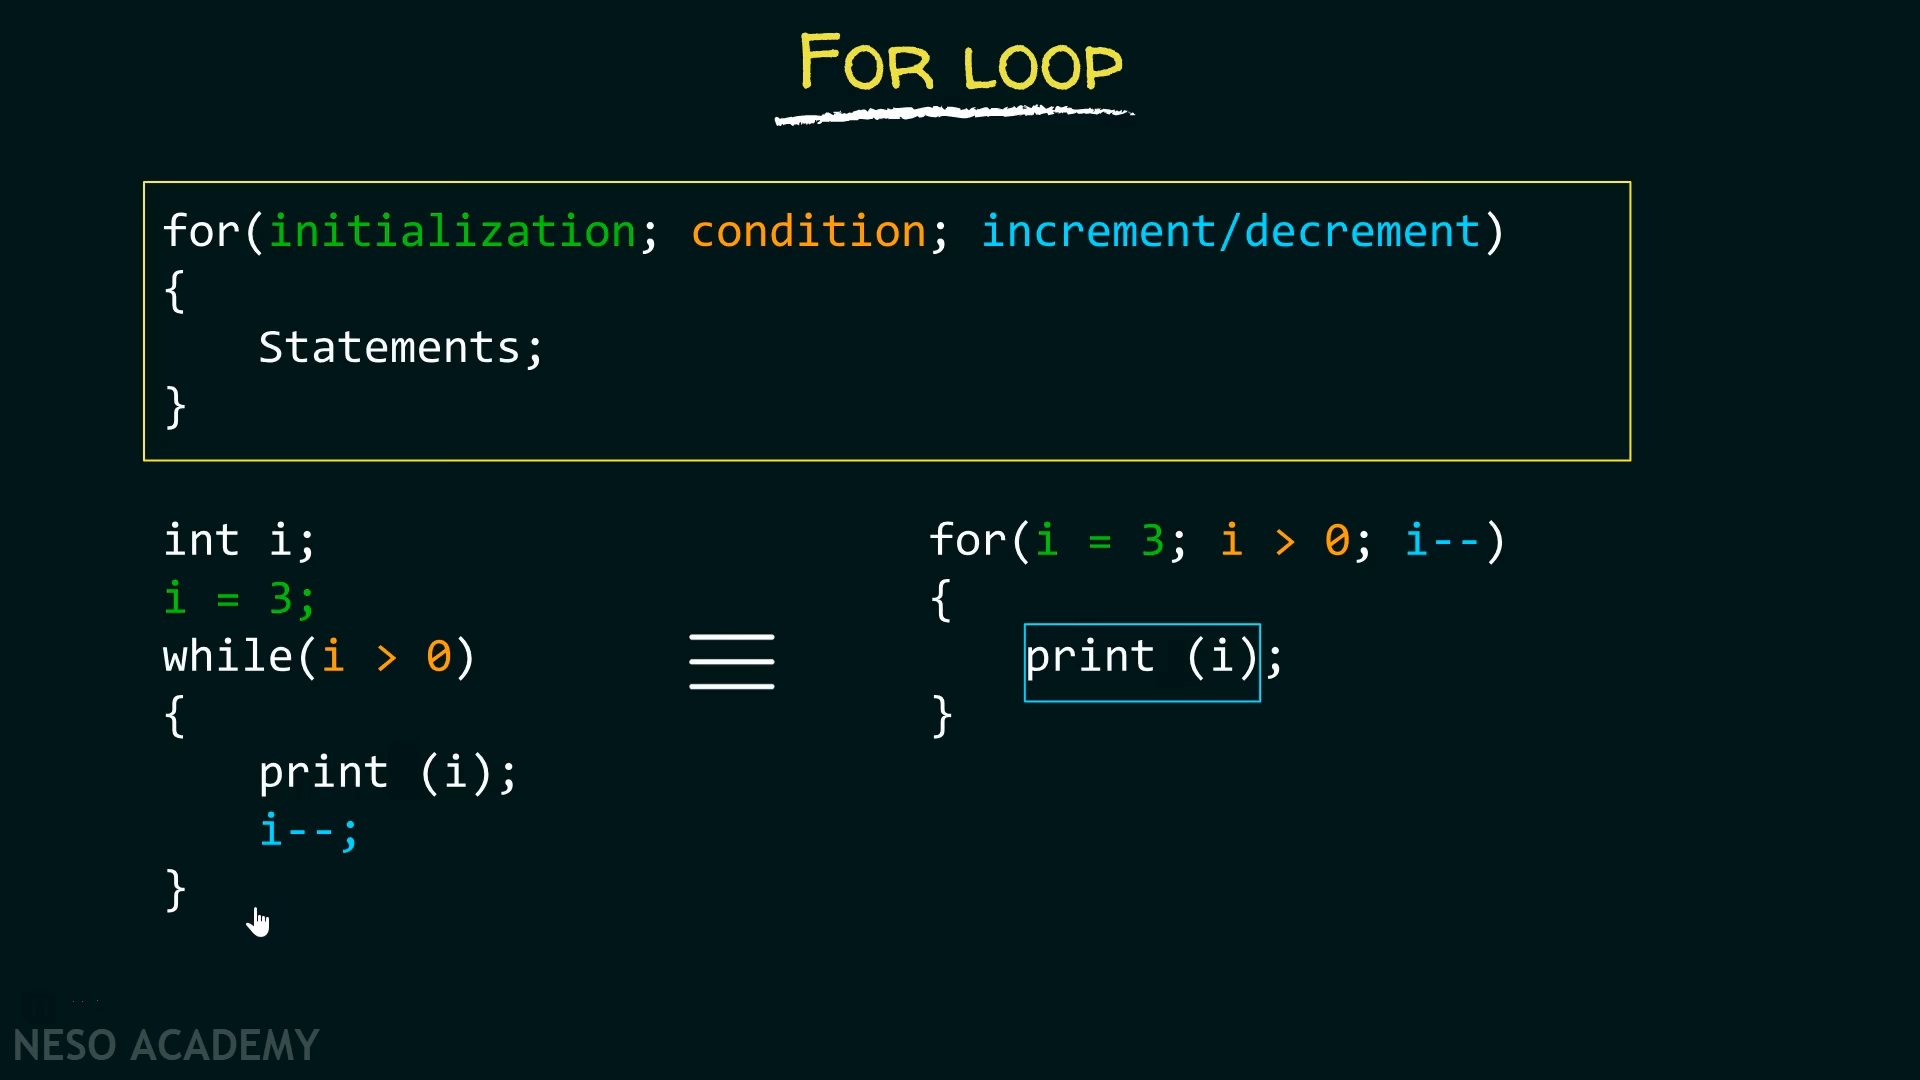 FOR LOOP
for(initialization; condition; increment/decrement)
{
Statements;
}
int i;
i = 3;
while(i > 0)
{
print (i);
i--;
}
for(i = 3; i > 0; i--)
{
print (i);
}
NESO ACADEMY